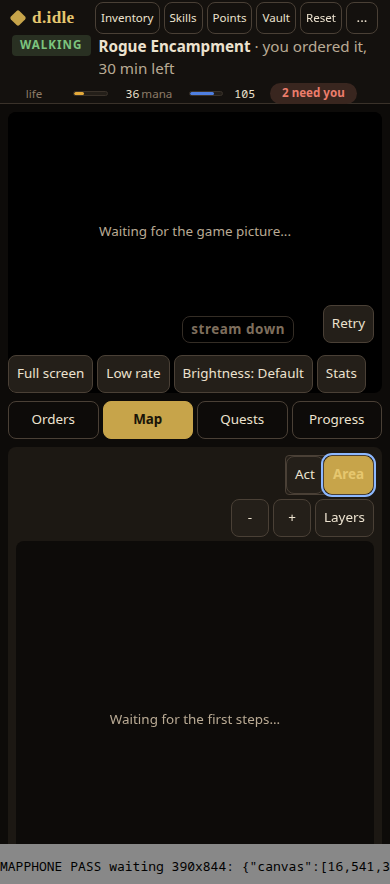 d.idle Inventory Skills Points Vault Reset ...
WALKING Rogue Encampment · you ordered it,
30 min left
life 36 mana 105 2 need you
Waiting for the game picture...
stream down Retry
Full screen Low rate Brightness: Default Stats
Orders Map Quests Progress
Act Area
- + Layers
Waiting for the first steps...
MAPPHONE PASS waiting 390x844: {"canvas":[16,541,3